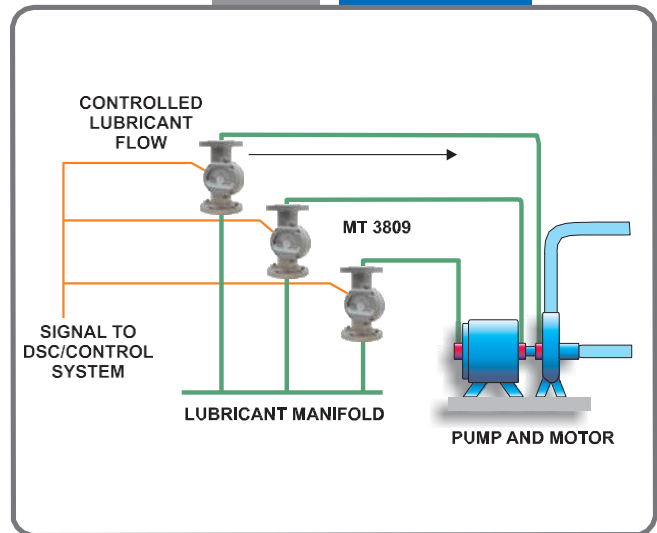 CONTROLLED
LUBRICANT
FLOW
MT 3809
SIGNAL TO
DSC/CONTROL
SYSTEM
LUBRICANT MANIFOLD
PUMP AND MOTOR